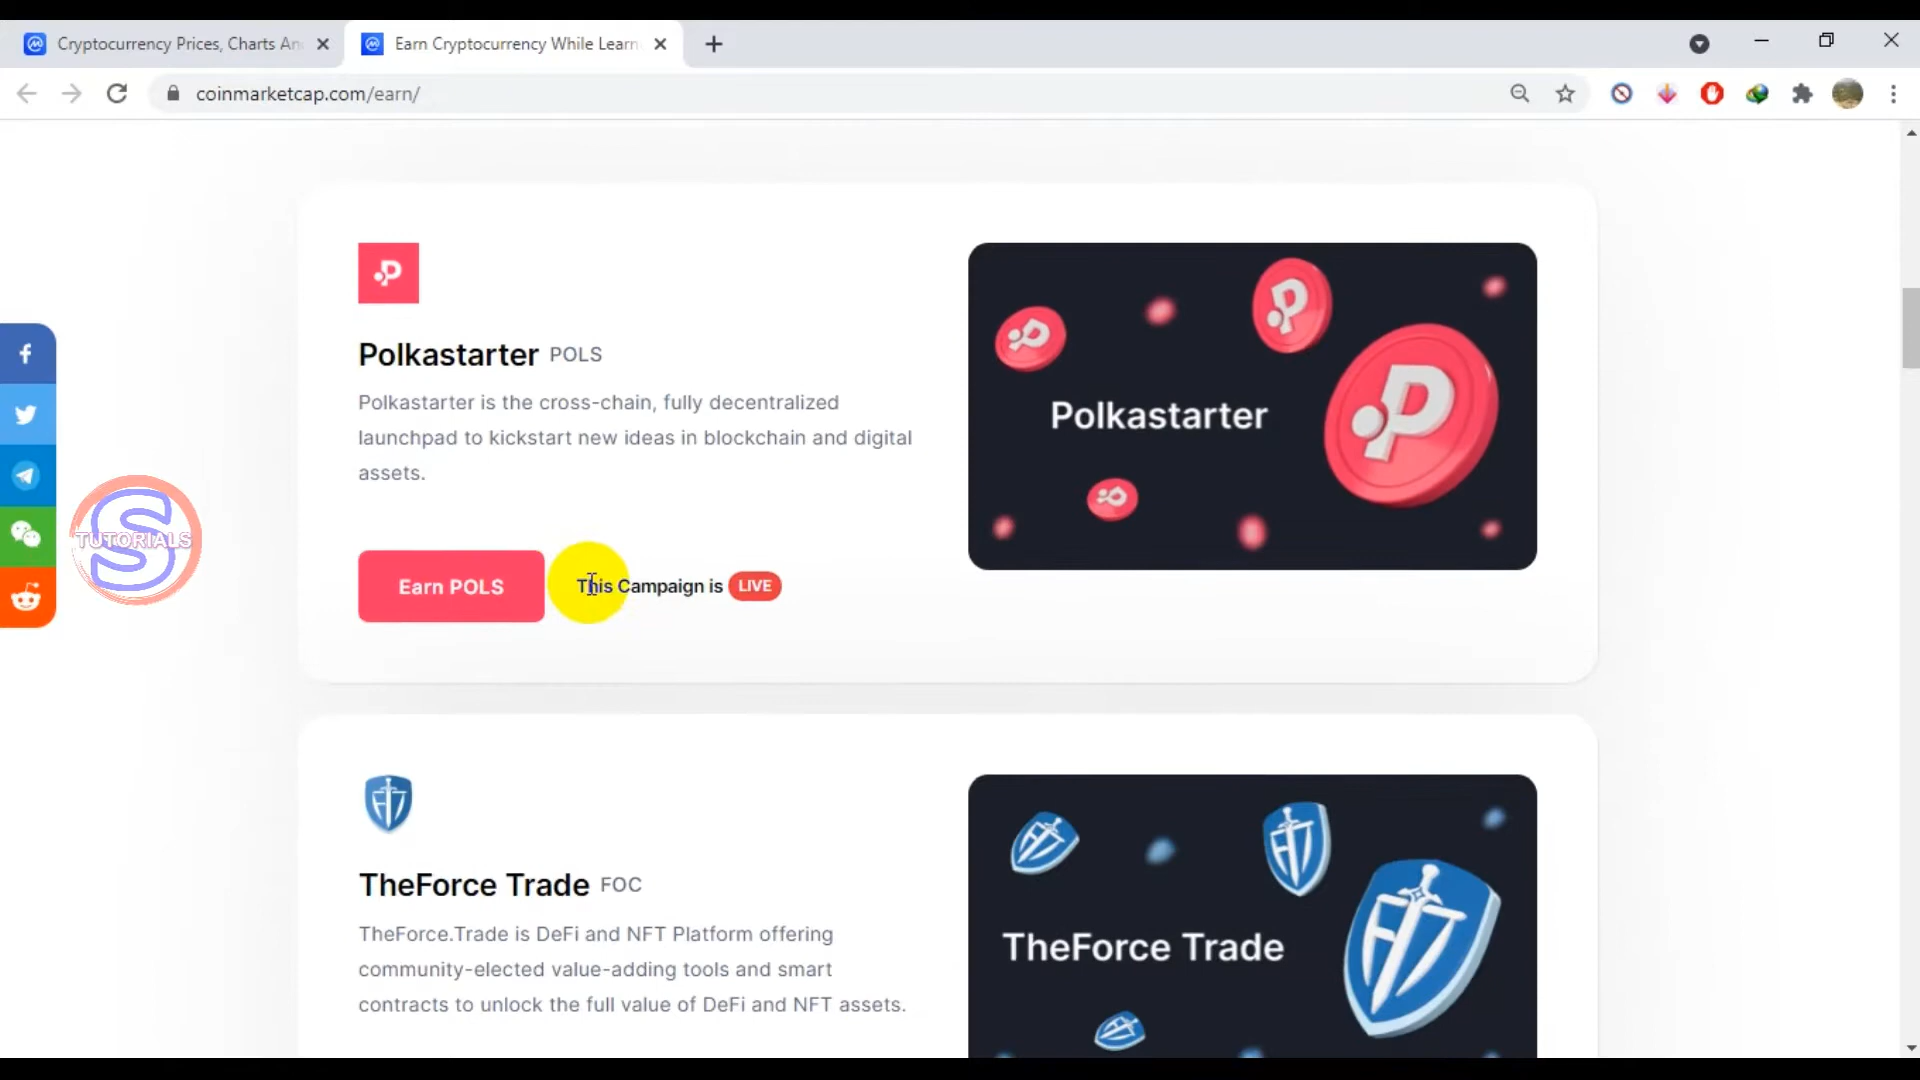 Cryptocurrency Prices, Charts An
Earn Cryptocurrency While Learn
coinmarketcap.com/earn/
Polkastarter POLS
Polkastarter is the cross-chain, fully decentralized
launchpad to kickstart new ideas in blockchain and digital
assets.
Polkastarter
S
TUTORIALS
Earn POLS
This Campaign is LIVE
TheForce Trade FOC
TheForce.Trade is DeFi and NFT Platform offering
community-elected value-adding tools and smart
contracts to unlock the full value of DeFi and NFT assets.
TheForce Trade